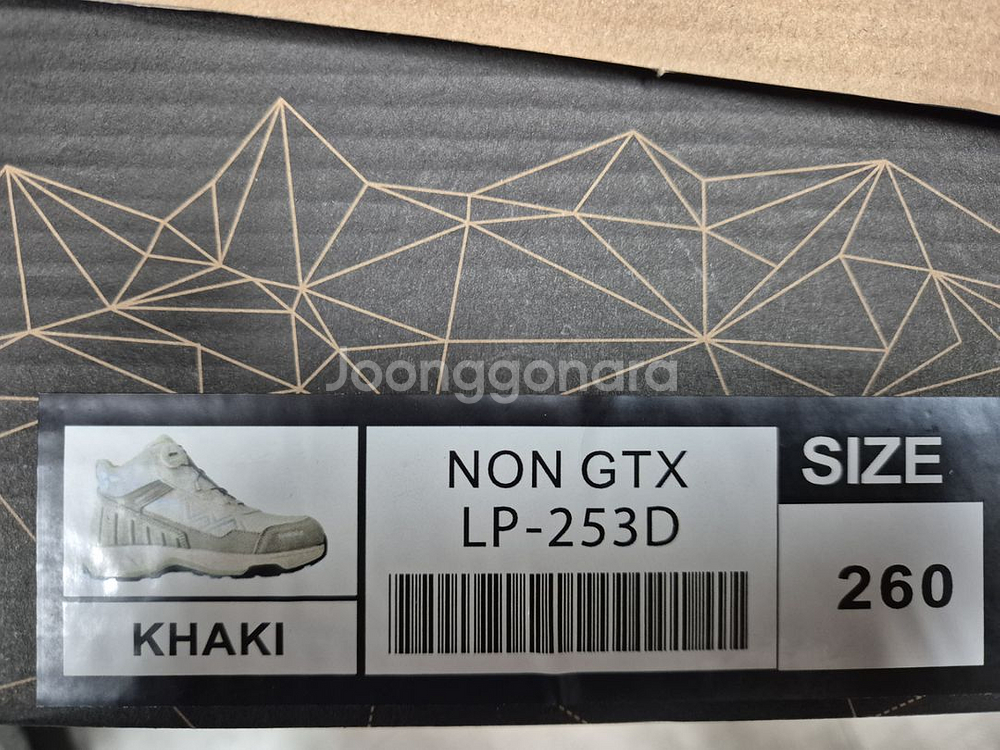 Joonggonara
NON GTX
LP-253D
KHAKI
SIZE
260